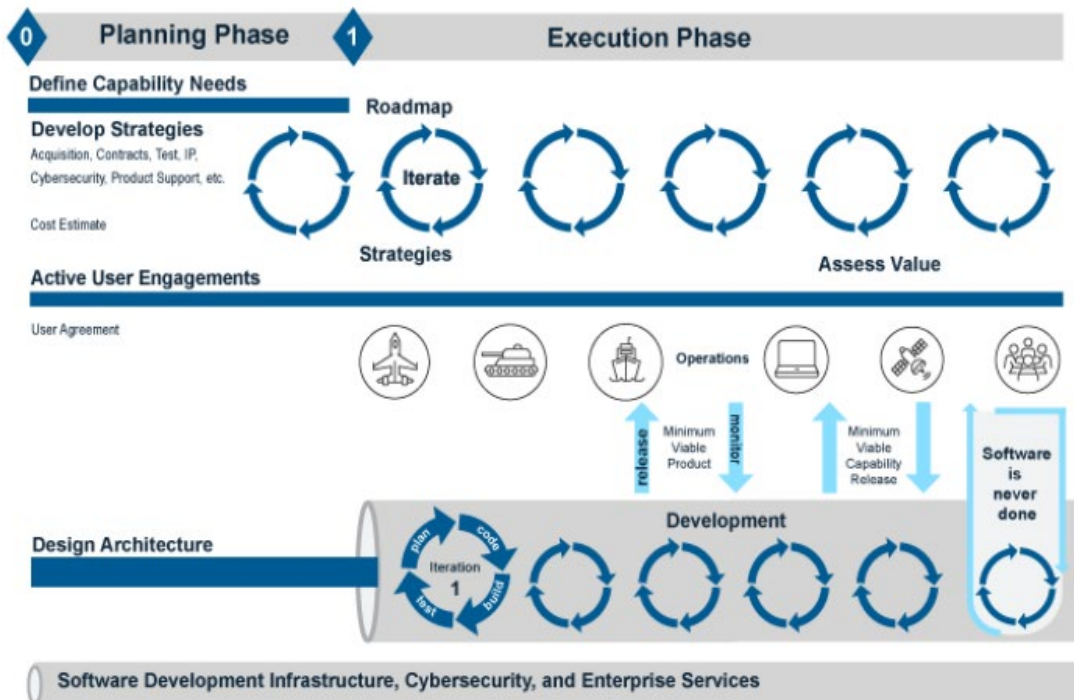 0
Planning Phase
1
Execution Phase
Define Capability Needs
Roadmap
Develop Strategies
Acquisition, Contracts, Test, IP,
Cybersecurity, Product Support, etc.
Iterate
Cost Estimate
Strategies
Assess Value
Active User Engagements
User Agreement
Operations
release
Minimum
Viable
Product
monitor
Minimum
Viable
Capability
Release
Software
is
never
done
Development
Design Architecture
plan
code
Iteration
1
build
test
Software Development Infrastructure, Cybersecurity, and Enterprise Services